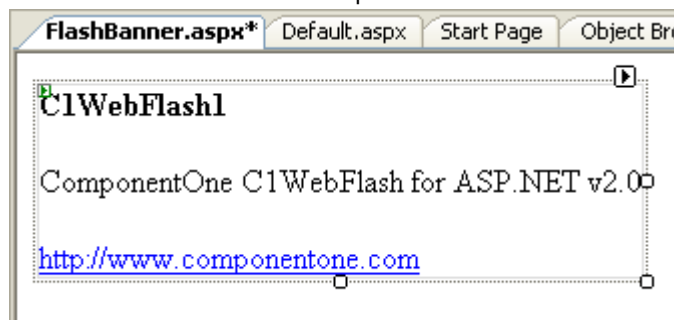 FlashBanner.aspx* Default.aspx Start Page Object Bro
C1WebFlash1
ComponentOne C1WebFlash for ASP.NET v2.0
http://www.componentone.com